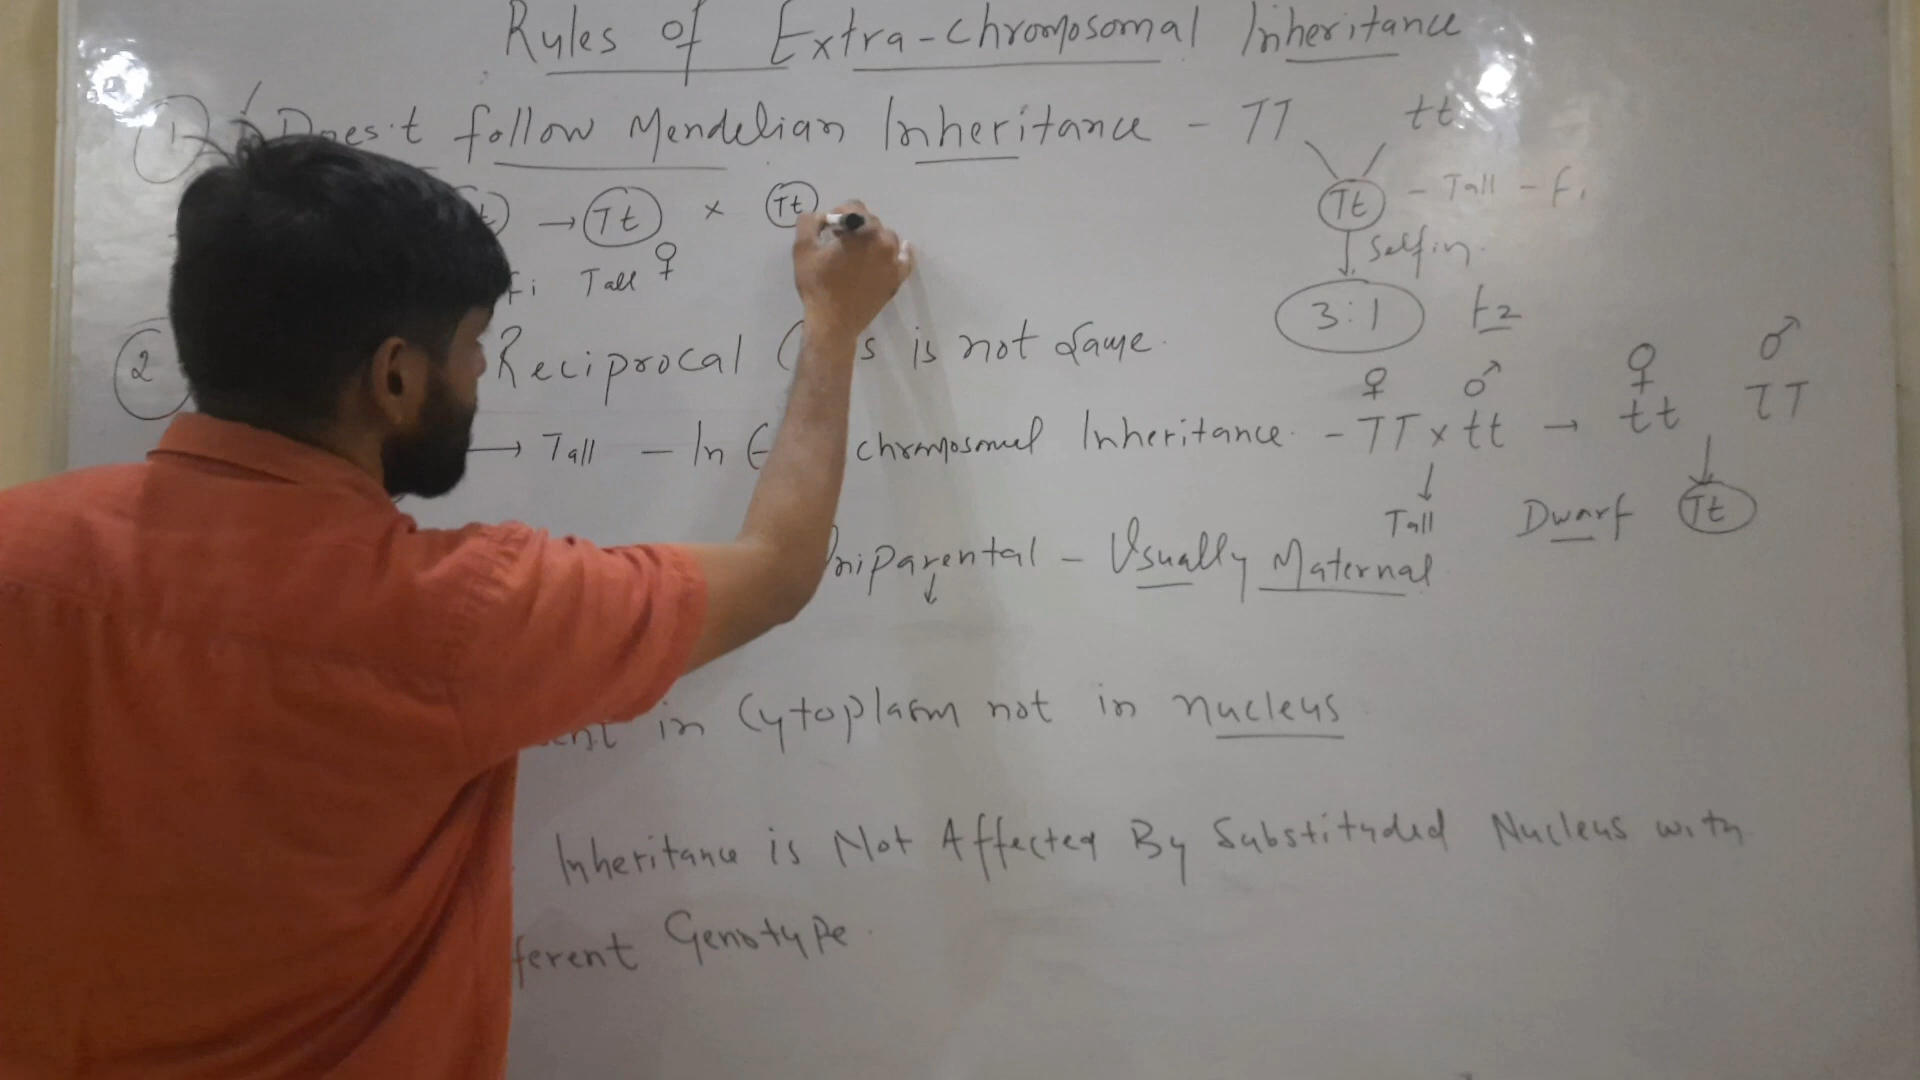 Rules of Extra-chromosomal Inheritance
1) Does't follow Mendelian Inheritance - TT tt
→ Tt × Tt
Tt - Tall - F1
Selfin.
F1 Tall ♀
3:1 F2
2 Reciprocal is not same.
♀ ♂ ♀ ♂
→ Tall - In chromosomal Inheritance. - TT × tt → tt TT
Tall Dwarf Tt
Uniparental - Usually Maternal
in Cytoplasm not in nucleus
Inheritance is Not Affected By Substituded Nucleus with
Genotype.